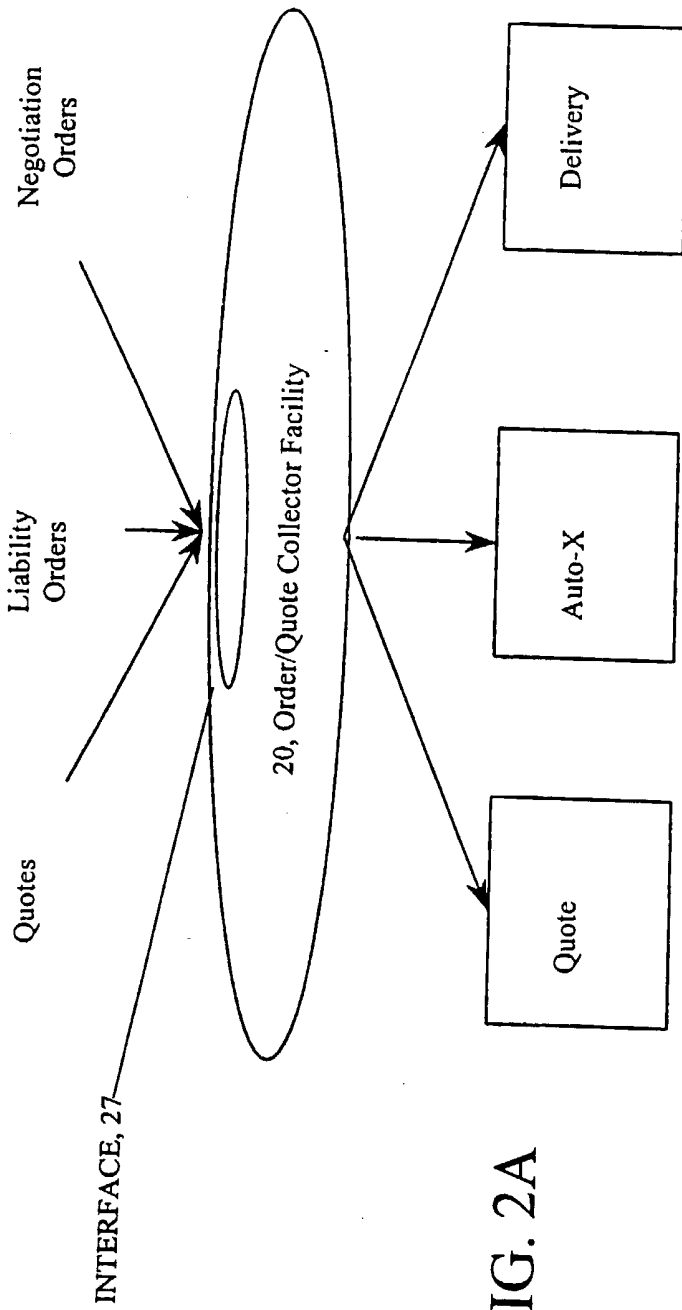 Quotes
Liability
Orders
Negotiation
Orders
INTERFACE, 27
20, Order/Quote Collector Facility
Quote
Auto-X
Delivery
IG. 2A